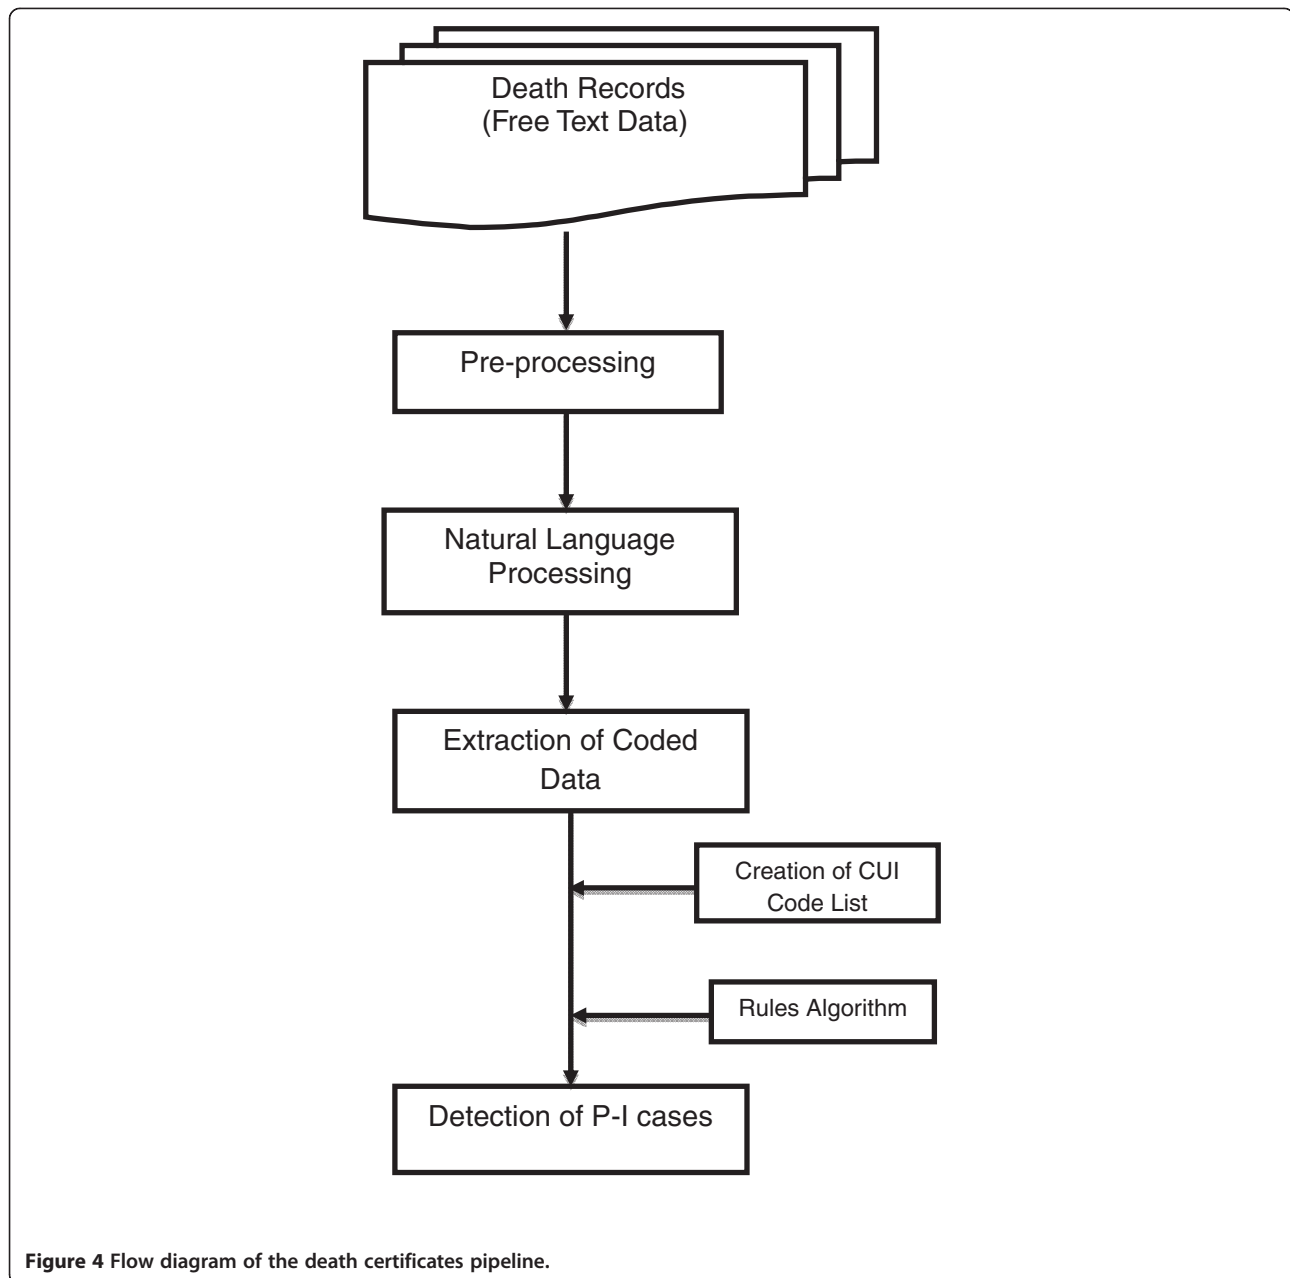 Death Records
(Free Text Data)
Pre-processing
Natural Language
Processing
Extraction of Coded
Data
Creation of CUI
Code List
Rules Algorithm
Detection of P-I cases
Figure 4 Flow diagram of the death certificates pipeline.